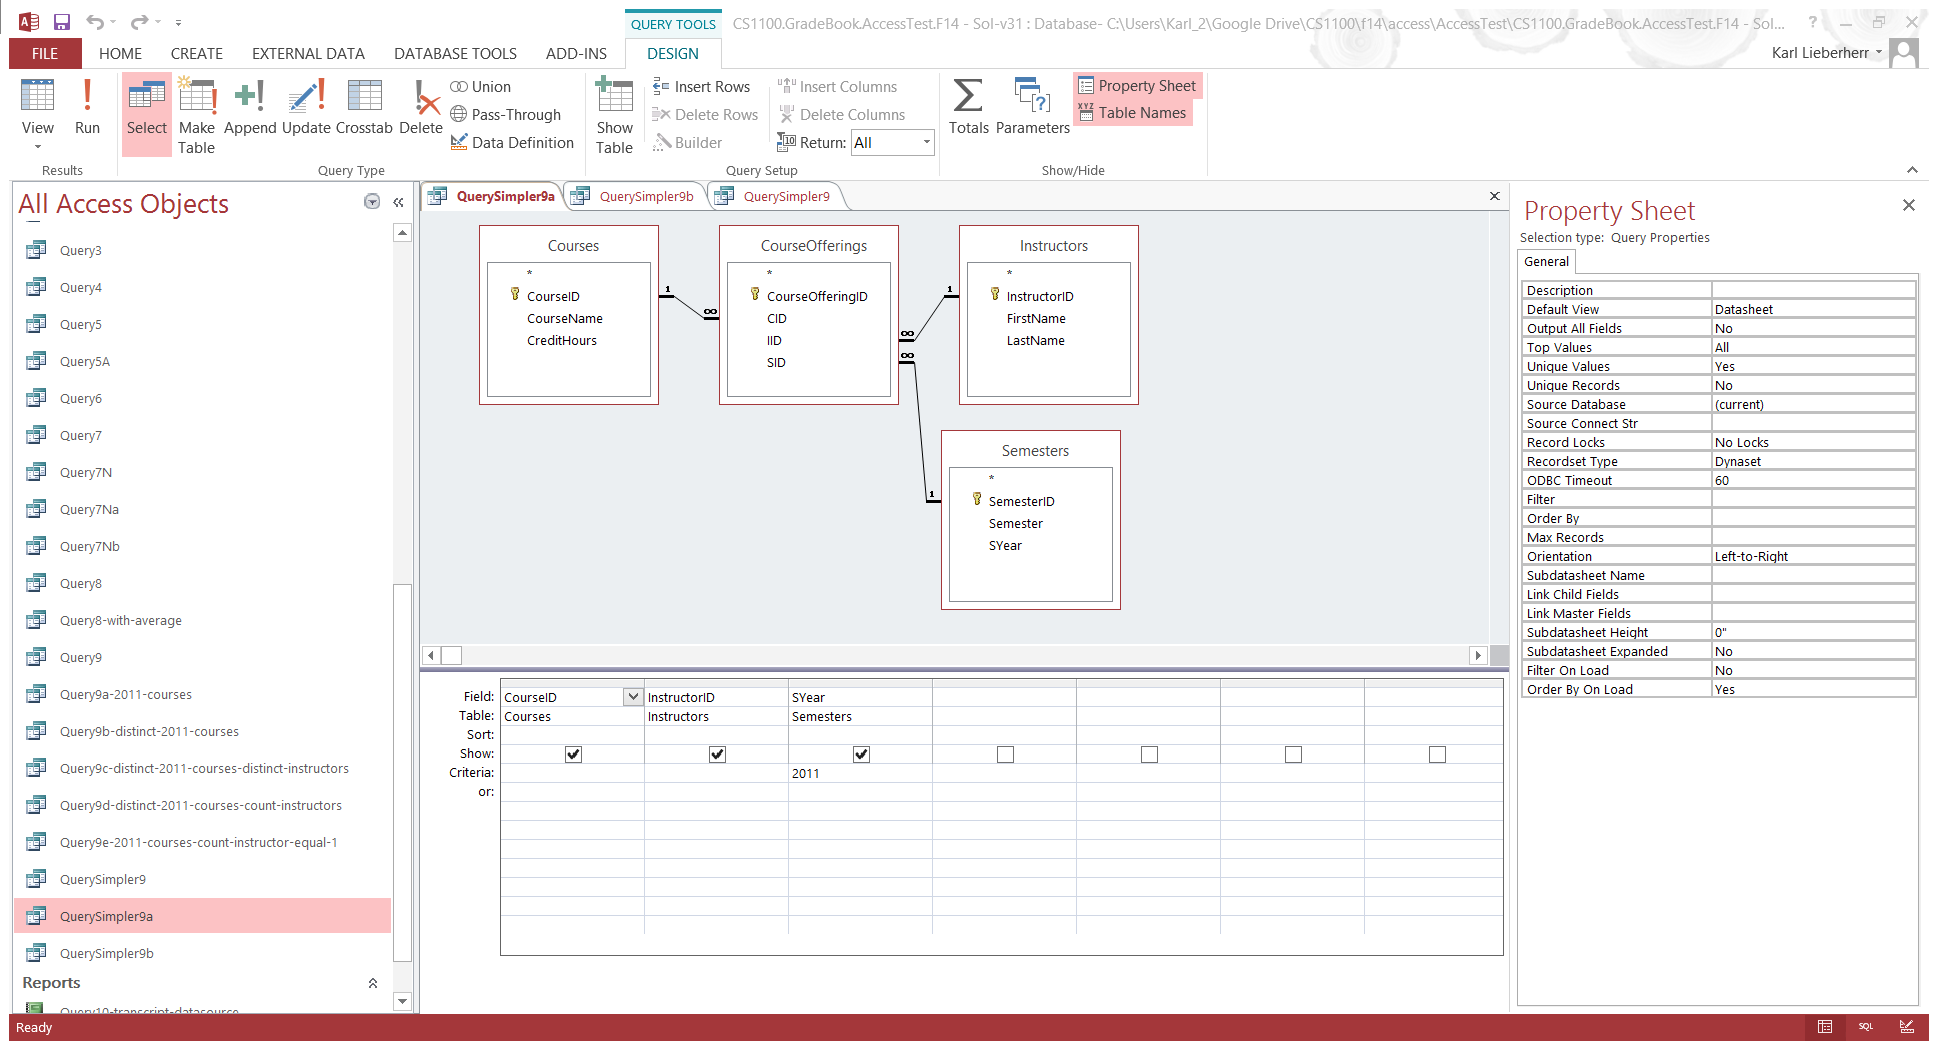 QUERY TOOLS
CS1100.GradeBook.AccessTest.F14 - Sol-v31 : Database- C:\Users\Karl_2\Google Drive\CS1100\f14\access\AccessTest\CS1100.GradeBook.AccessTest.F14 - Sol...
?
FILE HOME CREATE EXTERNAL DATA DATABASE TOOLS ADD-INS DESIGN
Karl Lieberherr
View
Run
Results
Select
Make Table
Append
Update
Crosstab
Delete
Union
Pass-Through
Data Definition
Query Type
Show Table
Insert Rows
Delete Rows
Builder
Insert Columns
Delete Columns
Return: All
Query Setup
Totals
Parameters
Property Sheet
Table Names
Show/Hide
All Access Objects
Query3
Query4
Query5
Query5A
Query6
Query7
Query7N
Query7Na
Query7Nb
Query8
Query8-with-average
Query9
Query9a-2011-courses
Query9b-distinct-2011-courses
Query9c-distinct-2011-courses-distinct-instructors
Query9d-distinct-2011-courses-count-instructors
Query9e-2011-courses-count-instructor-equal-1
QuerySimpler9
QuerySimpler9a
QuerySimpler9b
Reports
Query10-transcript-datasource
QuerySimpler9a QuerySimpler9b QuerySimpler9
Courses
*
CourseID
CourseName
CreditHours
1 ∞
CourseOfferings
*
CourseOfferingID
CID
IID
SID
∞ 1
∞ 1
Instructors
*
InstructorID
FirstName
LastName
Semesters
*
SemesterID
Semester
SYear
Field: CourseID InstructorID SYear
Table: Courses Instructors Semesters
Sort:
Show:
Criteria: 2011
or:
Property Sheet
Selection type: Query Properties
General
Description
Default View Datasheet
Output All Fields No
Top Values All
Unique Values Yes
Unique Records No
Source Database (current)
Source Connect Str
Record Locks No Locks
Recordset Type Dynaset
ODBC Timeout 60
Filter
Order By
Max Records
Orientation Left-to-Right
Subdatasheet Name
Link Child Fields
Link Master Fields
Subdatasheet Height 0"
Subdatasheet Expanded No
Filter On Load No
Order By On Load Yes
Ready
SQL